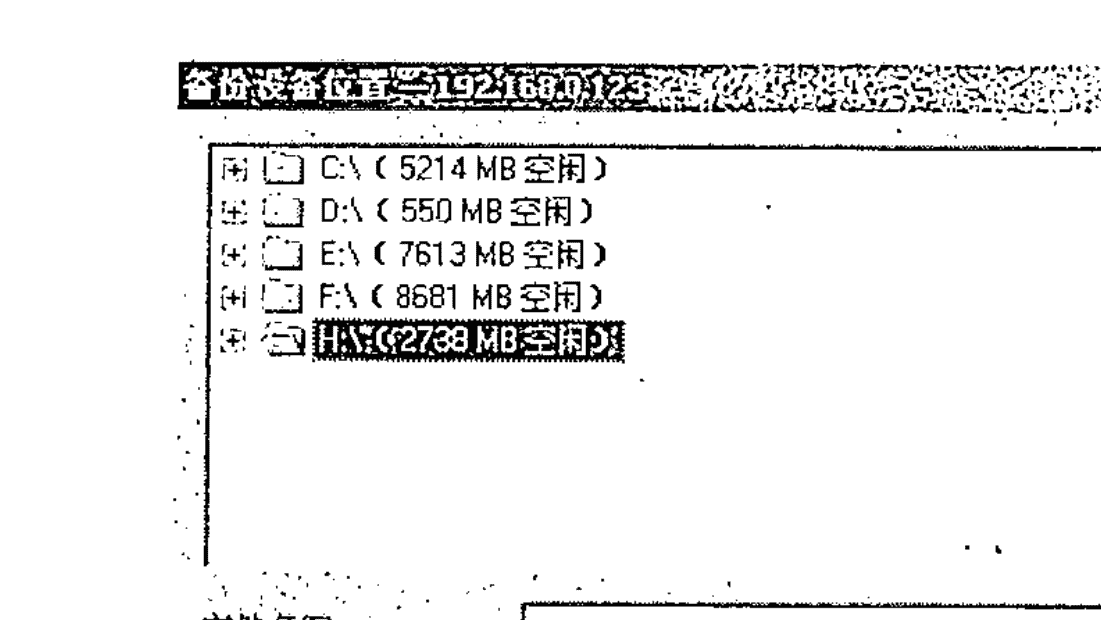 备份设备位置 — 192.168.0.123
C:\ ( 5214 MB 空闲 )
D:\ ( 550 MB 空闲 )
E:\ ( 7613 MB 空闲 )
F:\ ( 8681 MB 空闲 )
H:\ ( 2738 MB 空闲 )